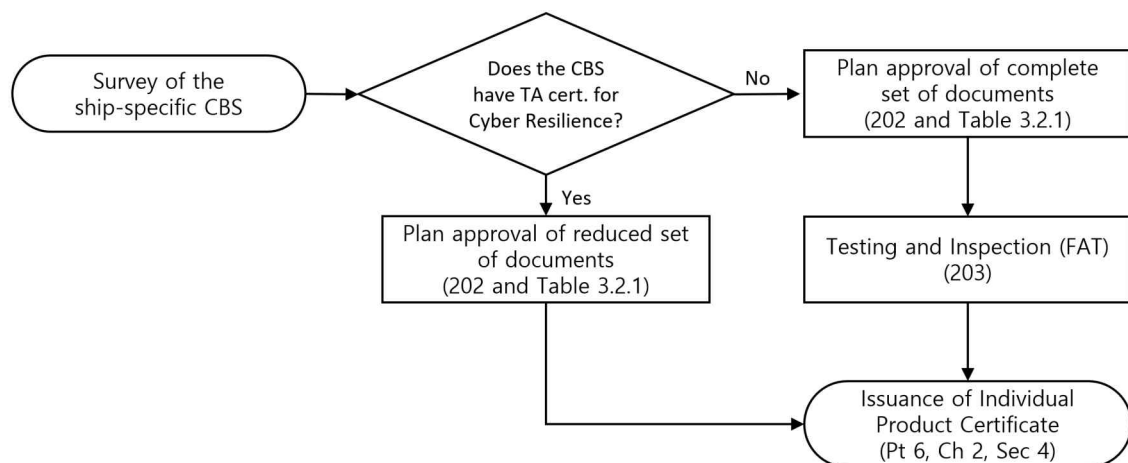 Survey of the
ship-specific CBS
Does the CBS
have TA cert. for
Cyber Resilience?
No
Plan approval of complete
set of documents
(202 and Table 3.2.1)
Yes
Plan approval of reduced set
of documents
(202 and Table 3.2.1)
Testing and Inspection (FAT)
(203)
Issuance of Individual
Product Certificate
(Pt 6, Ch 2, Sec 4)